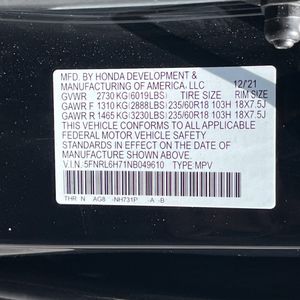 MFD. BY HONDA DEVELOPMENT &
MANUFACTURING OF AMERICA, LLC 12/21
GVWR 2730 KG(6019LBS) TIRE SIZE RIM SIZE
GAWR F 1310 KG(2888LBS) 235/60R18 103H 18X7.5J
GAWR R 1465 KG(3230LBS) 235/60R18 103H 18X7.5J
THIS VEHICLE CONFORMS TO ALL APPLICABLE
FEDERAL MOTOR VEHICLE SAFETY AND
THEFT PREVENTION STANDARDS IN EFFECT ON
THE DATE OF MANUFACTURE SHOWN ABOVE.
V.I.N. 5FNRL6H71NB049610 TYPE:MPV
THR N AG8 -NH731P -A -B